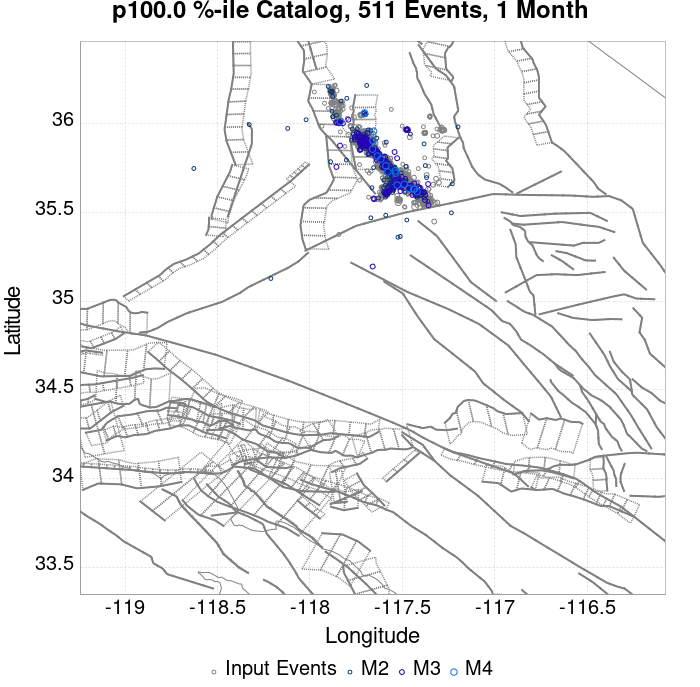 p100.0 %-ile Catalog, 511 Events, 1 Month
36
35.5
35
34.5
34
33.5
Latitude
-119
-118.5
-118
-117.5
-117
-116.5
Longitude
Input Events
M2
M3
M4